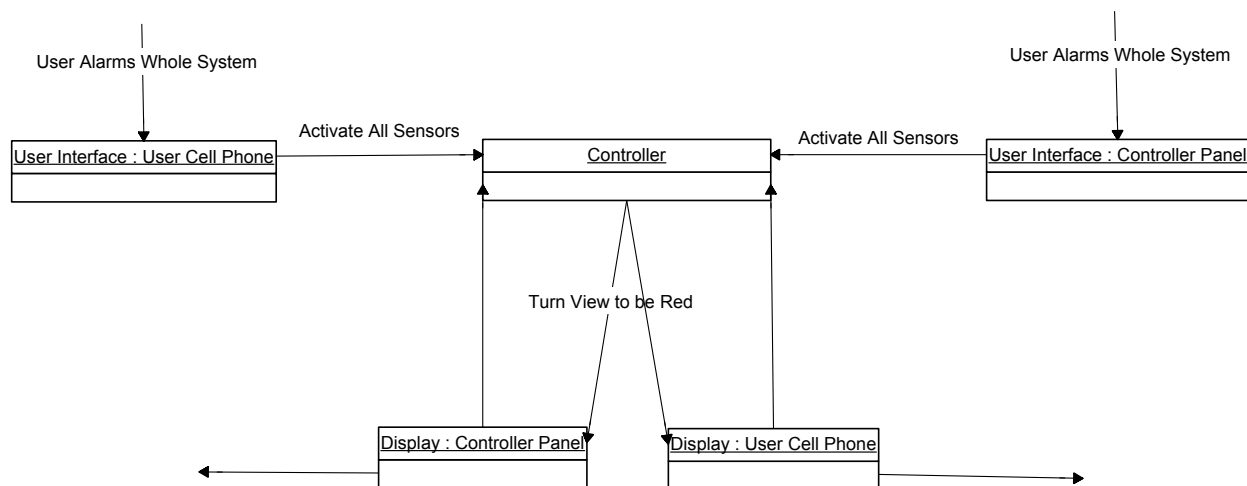 User Alarms Whole System
User Alarms Whole System
Activate All Sensors
Activate All Sensors
User Interface : User Cell Phone
Controller
User Interface : Controller Panel
Turn View to be Red
Display : Controller Panel
Display : User Cell Phone